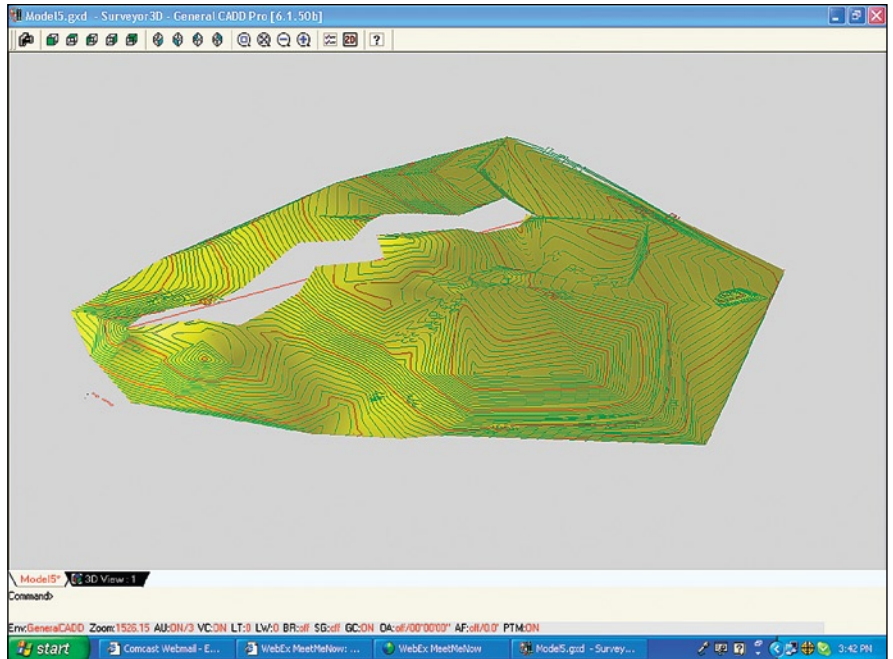 Model5.gxd - Surveyor3D - General CADD Pro [6.1.50b]
2D ?
Model5* 3D View : 1
Command>
Env:GeneralCADD Zoom:1526.15 AU:ON/3 VC:ON LT:0 LW:0 BR:off SG:off GC:ON OA:off/00°00'00" AF:off/0.0' PTM:ON
start Comcast Webmail - E... WebEx MeetMeNow: ... WebEx MeetMeNow Model5.gxd - Survey... 3:42 PM